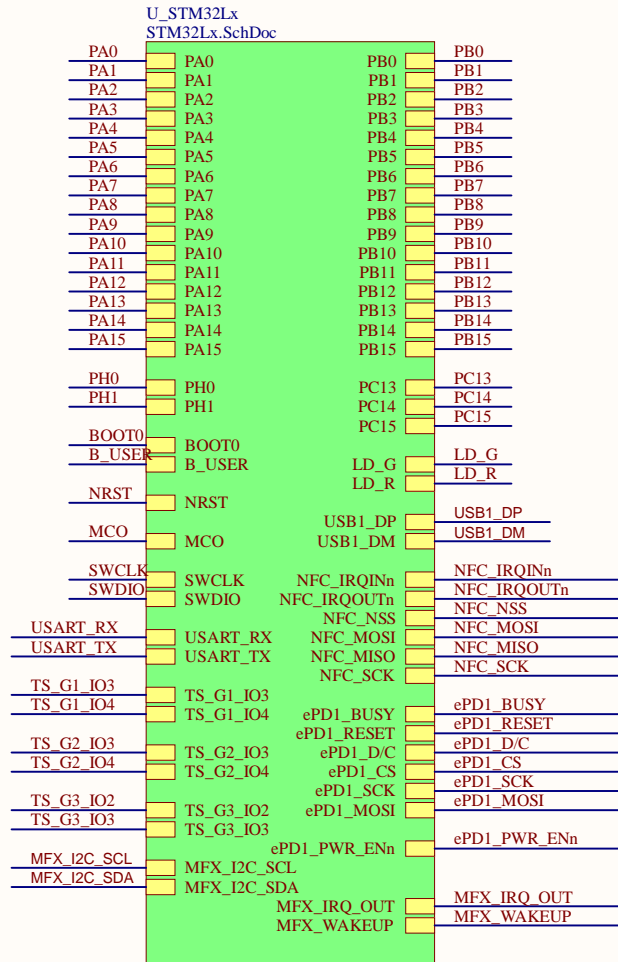 U_STM32Lx
STM32Lx.SchDoc
PA0 PA0 PB0 PB0
PA1 PA1 PB1 PB1
PA2 PA2 PB2 PB2
PA3 PA3 PB3 PB3
PA4 PA4 PB4 PB4
PA5 PA5 PB5 PB5
PA6 PA6 PB6 PB6
PA7 PA7 PB7 PB7
PA8 PA8 PB8 PB8
PA9 PA9 PB9 PB9
PA10 PA10 PB10 PB10
PA11 PA11 PB11 PB11
PA12 PA12 PB12 PB12
PA13 PA13 PB13 PB13
PA14 PA14 PB14 PB14
PA15 PA15 PB15 PB15
PH0 PH0 PC13 PC13
PH1 PH1 PC14 PC14
PC15 PC15
BOOT0 BOOT0
B_USER B_USER LD_G LD_G
LD_R LD_R
NRST NRST
USB1_DP USB1_DP
MCO MCO USB1_DM USB1_DM
SWCLK SWCLK NFC_IRQINn NFC_IRQINn
SWDIO SWDIO NFC_IRQOUTn NFC_IRQOUTn
NFC_NSS NFC_NSS
USART_RX USART_RX NFC_MOSI NFC_MOSI
USART_TX USART_TX NFC_MISO NFC_MISO
NFC_SCK NFC_SCK
TS_G1_IO3 TS_G1_IO3
TS_G1_IO4 TS_G1_IO4 ePD1_BUSY ePD1_BUSY
ePD1_RESET ePD1_RESET
TS_G2_IO3 TS_G2_IO3 ePD1_D/C ePD1_D/C
TS_G2_IO4 TS_G2_IO4 ePD1_CS ePD1_CS
ePD1_SCK ePD1_SCK
TS_G3_IO2 TS_G3_IO2 ePD1_MOSI ePD1_MOSI
TS_G3_IO3 TS_G3_IO3
ePD1_PWR_ENn ePD1_PWR_ENn
MFX_I2C_SCL MFX_I2C_SCL
MFX_I2C_SDA MFX_I2C_SDA
MFX_IRQ_OUT MFX_IRQ_OUT
MFX_WAKEUP MFX_WAKEUP